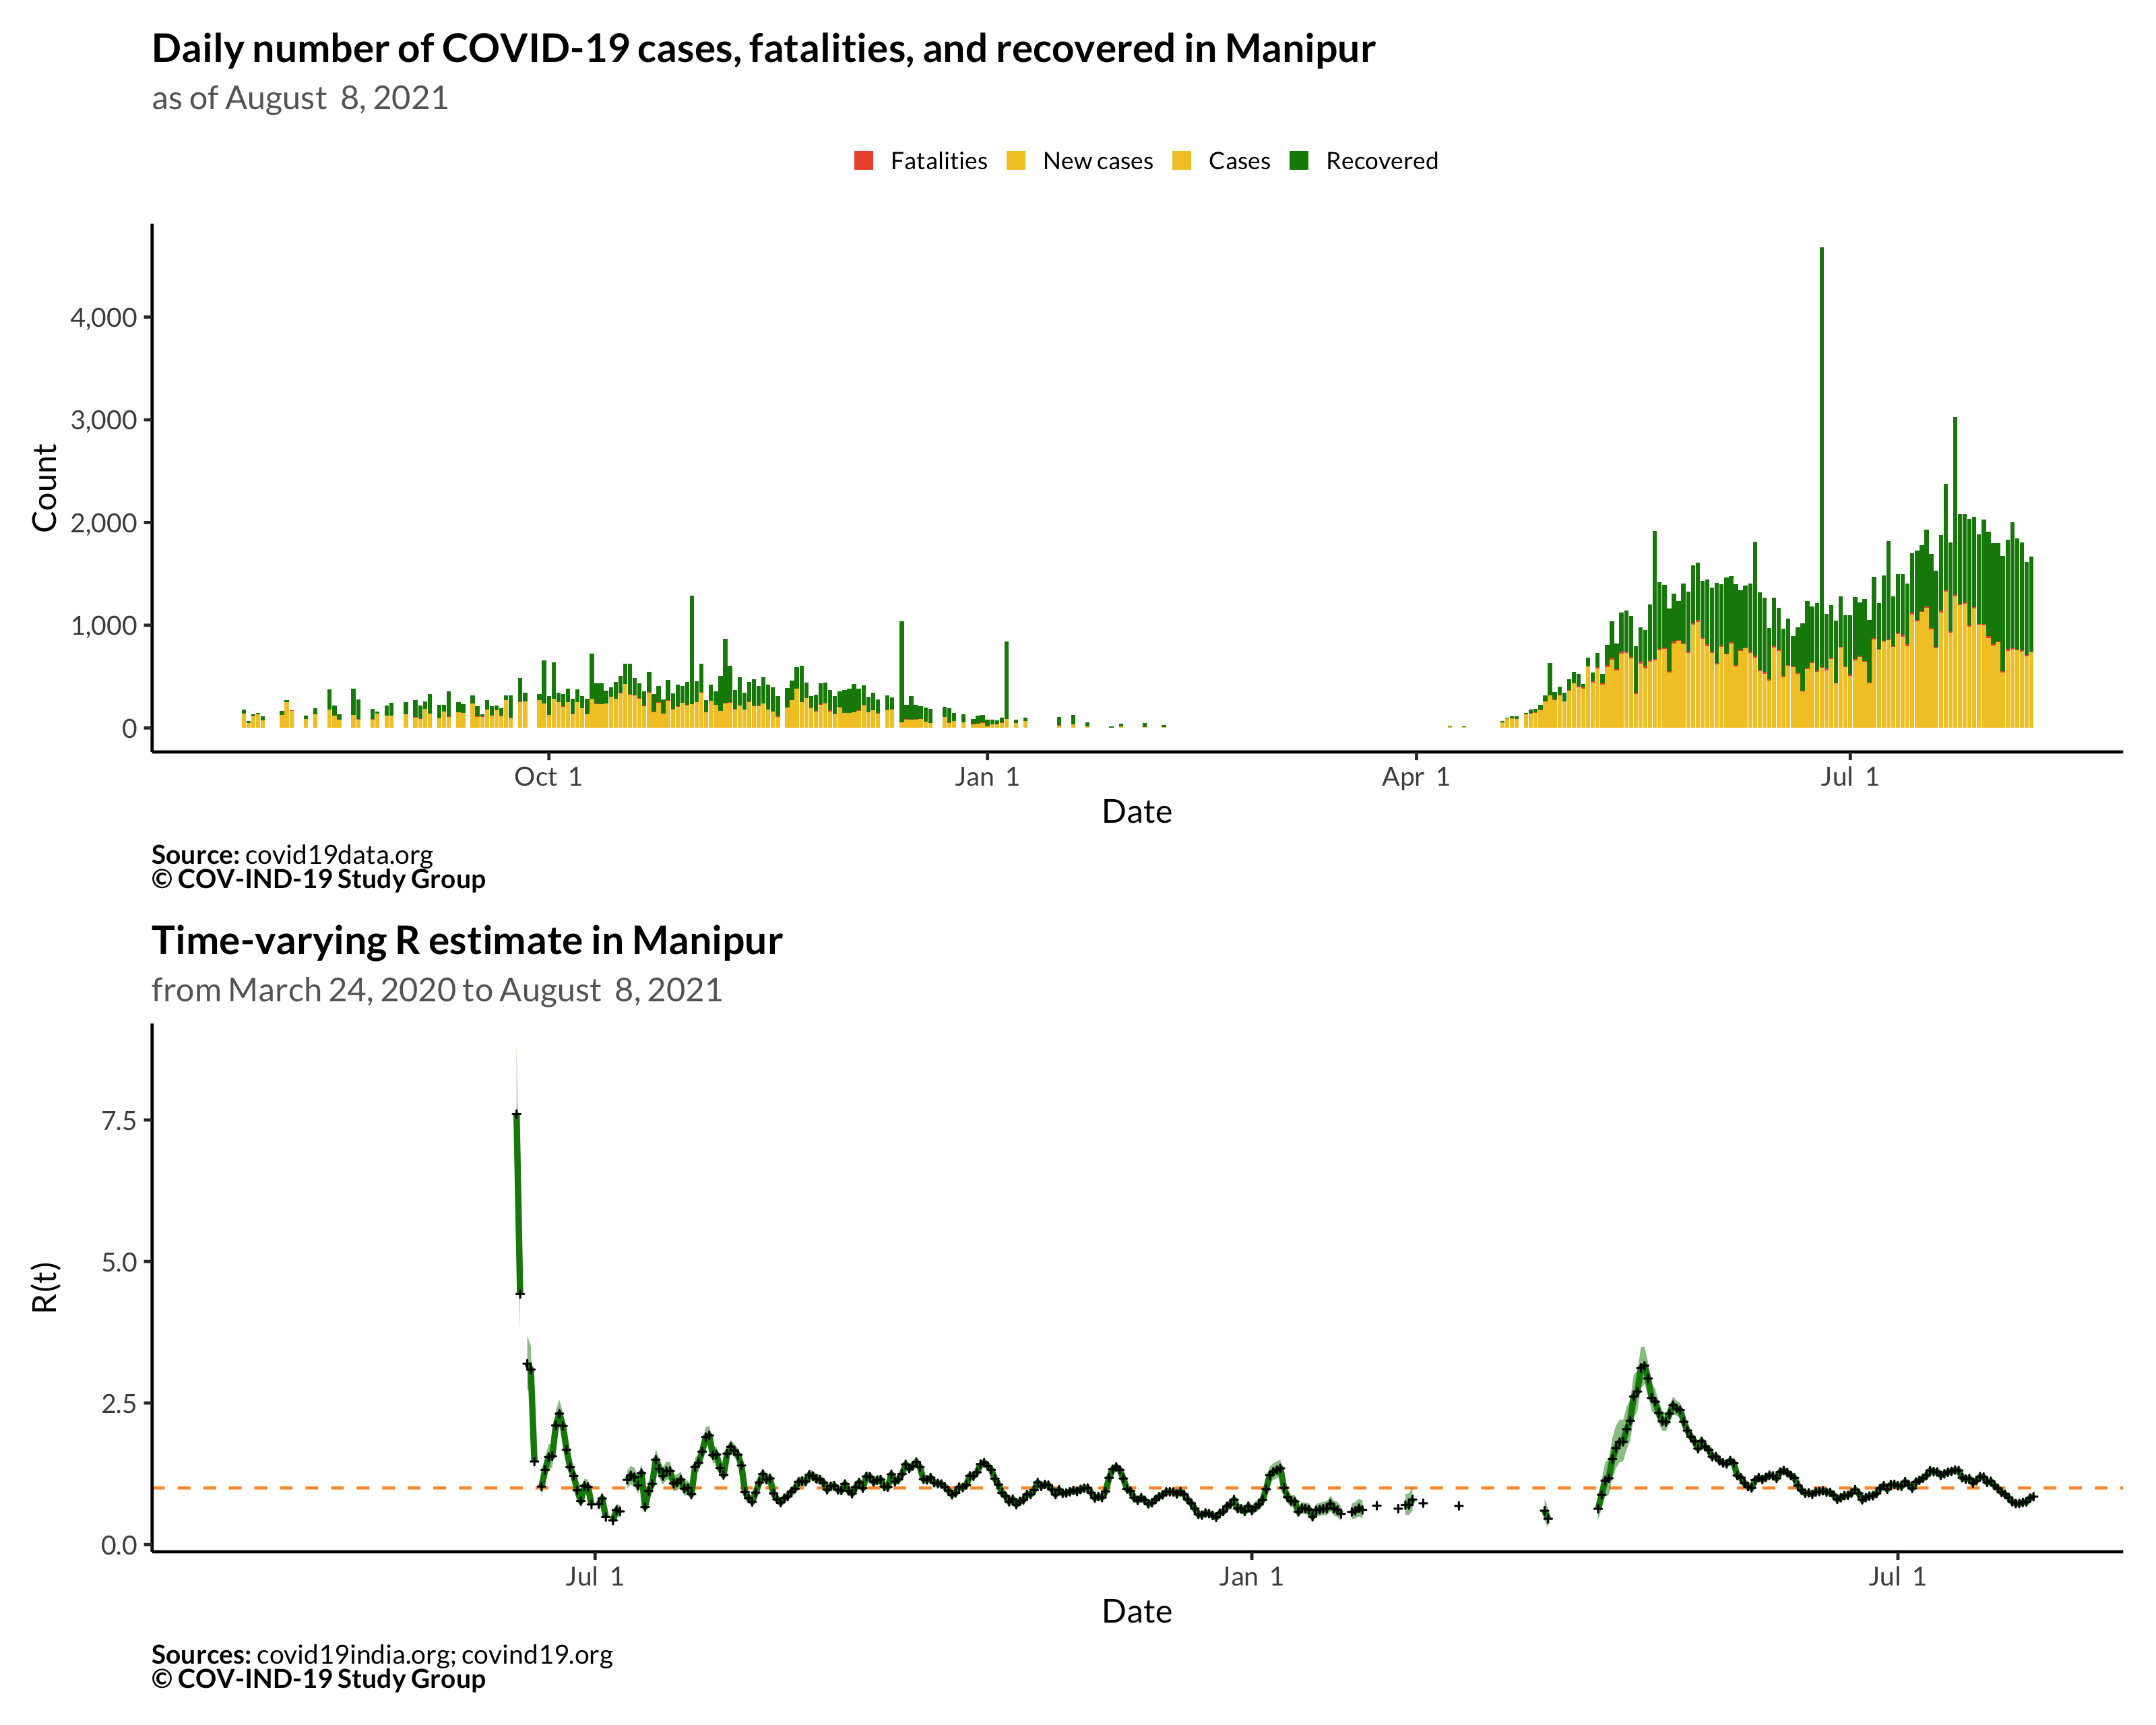 Daily number of COVID-19 cases, fatalities, and recovered in Manipur
as of August 8, 2021
Fatalities New cases Cases Recovered
Count
4,000
3,000
2,000
1,000
0
Oct 1 Jan 1 Apr 1 Jul 1
Date
Source: covid19data.org
© COV-IND-19 Study Group
Time-varying R estimate in Manipur
from March 24, 2020 to August 8, 2021
R(t)
7.5
5.0
2.5
0.0
Jul 1 Jan 1 Jul 1
Date
Sources: covid19india.org; covind19.org
© COV-IND-19 Study Group